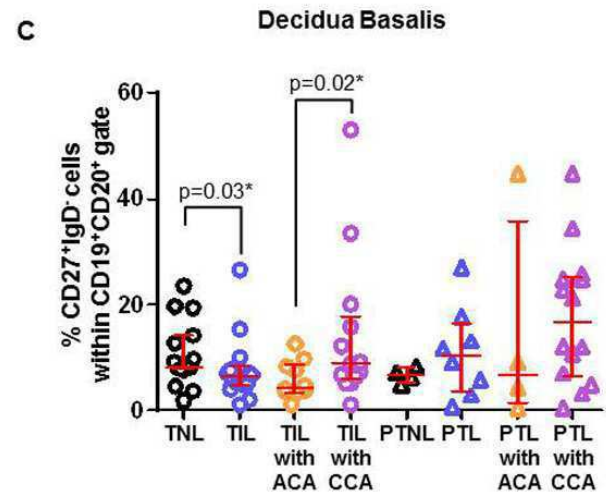 C
Decidua Basalis
% CD27⁺IgD⁻ cells
within CD19⁺CD20⁺ gate
60
40
20
0
p=0.03*
p=0.02*
TNL TIL TIL TIL PTNL PTL PTL PTL
with with with with
ACA CCA ACA CCA